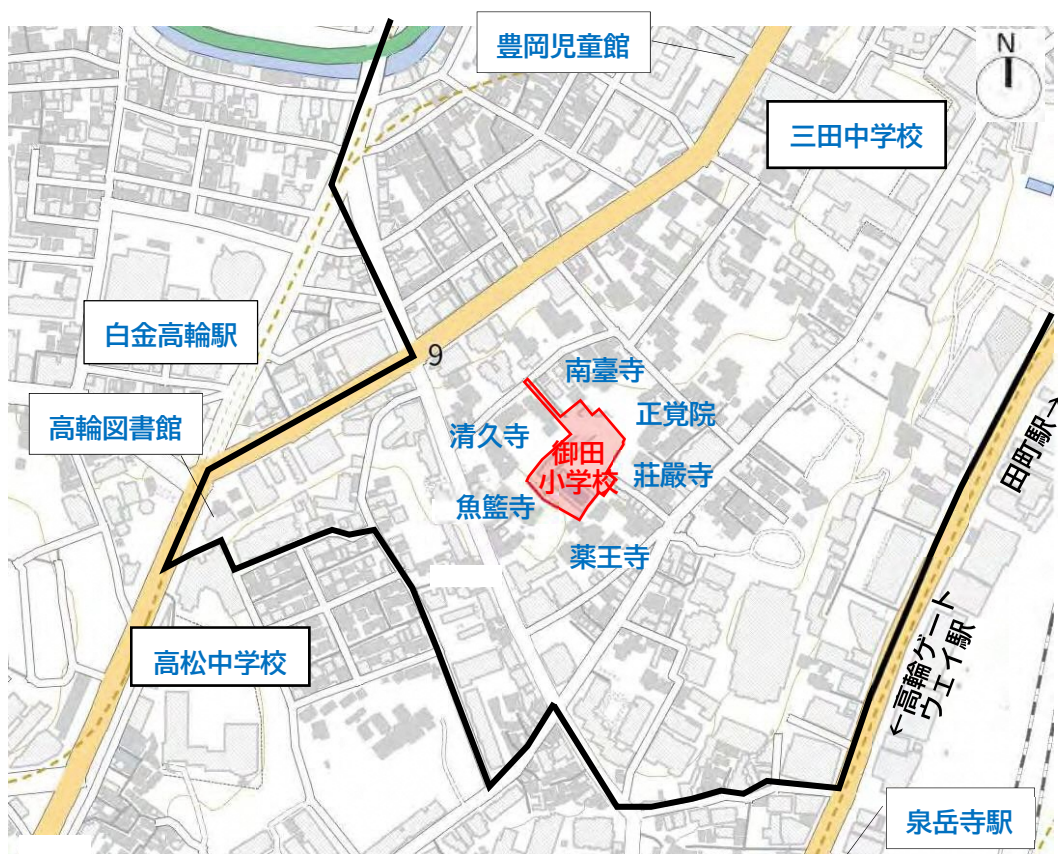 豊岡児童館
N
三田中学校
白金高輪駅
9
南臺寺
高輪図書館
正覚院
清久寺
御田
小学校
荘嚴寺
魚籃寺
田町駅→
薬王寺
←高輪ゲート
ウェイ駅
高松中学校
泉岳寺駅